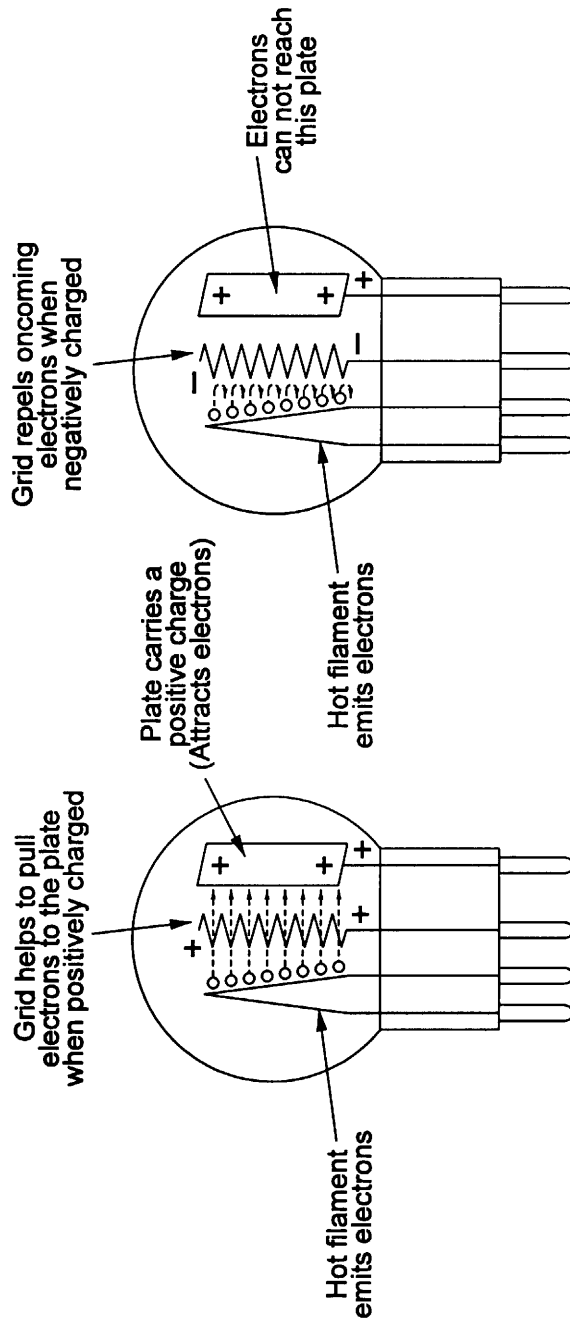 Grid helps to pull
electrons to the plate
when positively charged
Plate carries a
positive charge
(Attracts electrons)
Hot filament
emits electrons
+
+
+
+
+
Grid repels oncoming
electrons when
negatively charged
Electrons
can not reach
this plate
Hot filament
emits electrons
−
−
+
+
+